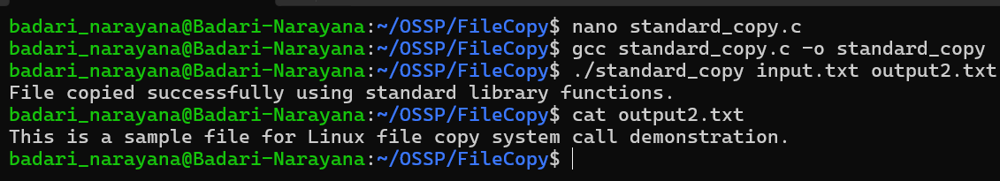 badari_narayana@Badari-Narayana:~/OSSP/FileCopy$ nano standard_copy.c
badari_narayana@Badari-Narayana:~/OSSP/FileCopy$ gcc standard_copy.c -o standard_copy
badari_narayana@Badari-Narayana:~/OSSP/FileCopy$ ./standard_copy input.txt output2.txt
File copied successfully using standard library functions.
badari_narayana@Badari-Narayana:~/OSSP/FileCopy$ cat output2.txt
This is a sample file for Linux file copy system call demonstration.
badari_narayana@Badari-Narayana:~/OSSP/FileCopy$